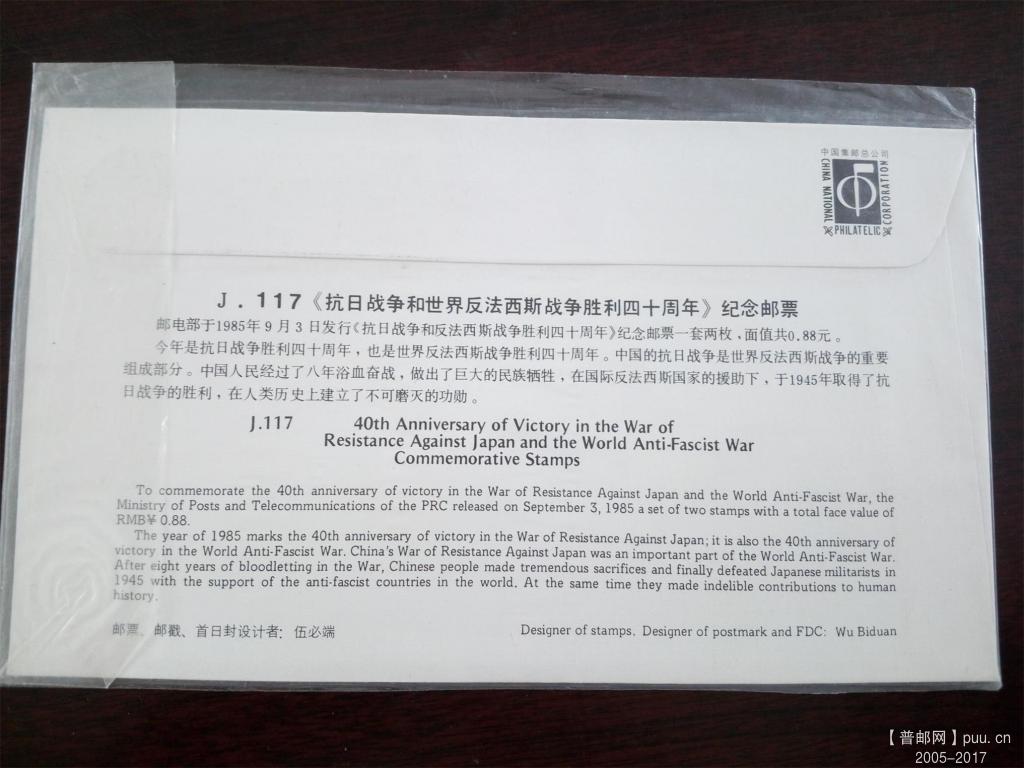 中国集邮总公司
CHINA NATIONAL
PHILATELIC
CORPORATION
J.117《抗日战争和世界反法西斯战争胜利四十周年》纪念邮票
邮电部于1985年9月3日发行《抗日战争和反法西斯战争胜利四十周年》纪念邮票一套两枚，面值共0.88元。
今年是抗日战争胜利四十周年，也是世界反法西斯战争胜利四十周年。中国的抗日战争是世界反法西斯战争的重要
组成部分。中国人民经过了八年浴血奋战，做出了巨大的民族牺牲，在国际反法西斯国家的援助下，于1945年取得了抗
日战争的胜利，在人类历史上建立了不可磨灭的功勋。
J.117 40th Anniversary of Victory in the War of
Resistance Against Japan and the World Anti-Fascist War
Commemorative Stamps
To commemorate the 40th anniversary of victory in the War of Resistance Against Japan and the World Anti-Fascist War, the
Ministry of Posts and Telecommunications of the PRC released on September 3, 1985 a set of two stamps with a total face value of
RMB¥ 0.88.
The year of 1985 marks the 40th anniversary of victory in the War of Resistance Against Japan; it is also the 40th anniversary of
victory in the World Anti-Fascist War. China's War of Resistance Against Japan was an important part of the World Anti-Fascist War.
After eight years of bloodletting in the War, Chinese people made tremendous sacrifices and finally defeated Japanese militarists in
1945 with the support of the anti-fascist countries in the world. At the same time they made indelible contributions to human
history.
邮票、邮戳、首日封设计者：伍必端 Designer of stamps. Designer of postmark and FDC: Wu Biduan
【普邮网】puu.cn
2005-2017